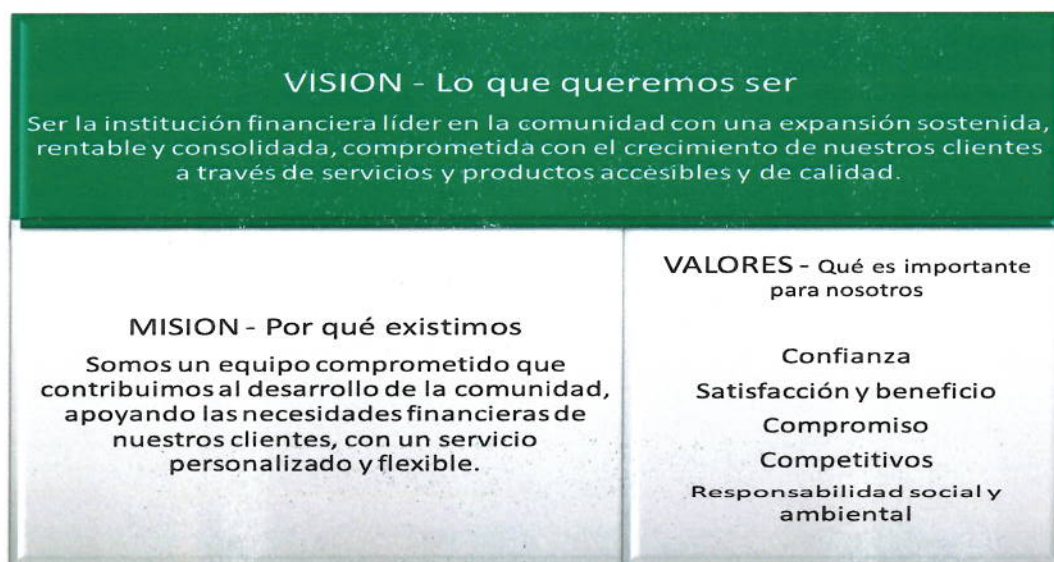 VISION - Lo que queremos ser
Ser la institución financiera líder en la comunidad con una expansión sostenida,
rentable y consolidada, comprometida con el crecimiento de nuestros clientes
a través de servicios y productos accesibles y de calidad.
MISION - Por qué existimos
Somos un equipo comprometido que
contribuimos al desarrollo de la comunidad,
apoyando las necesidades financieras de
nuestros clientes, con un servicio
personalizado y flexible.
VALORES - Qué es importante
para nosotros
Confianza
Satisfacción y beneficio
Compromiso
Competitivos
Responsabilidad social y
ambiental